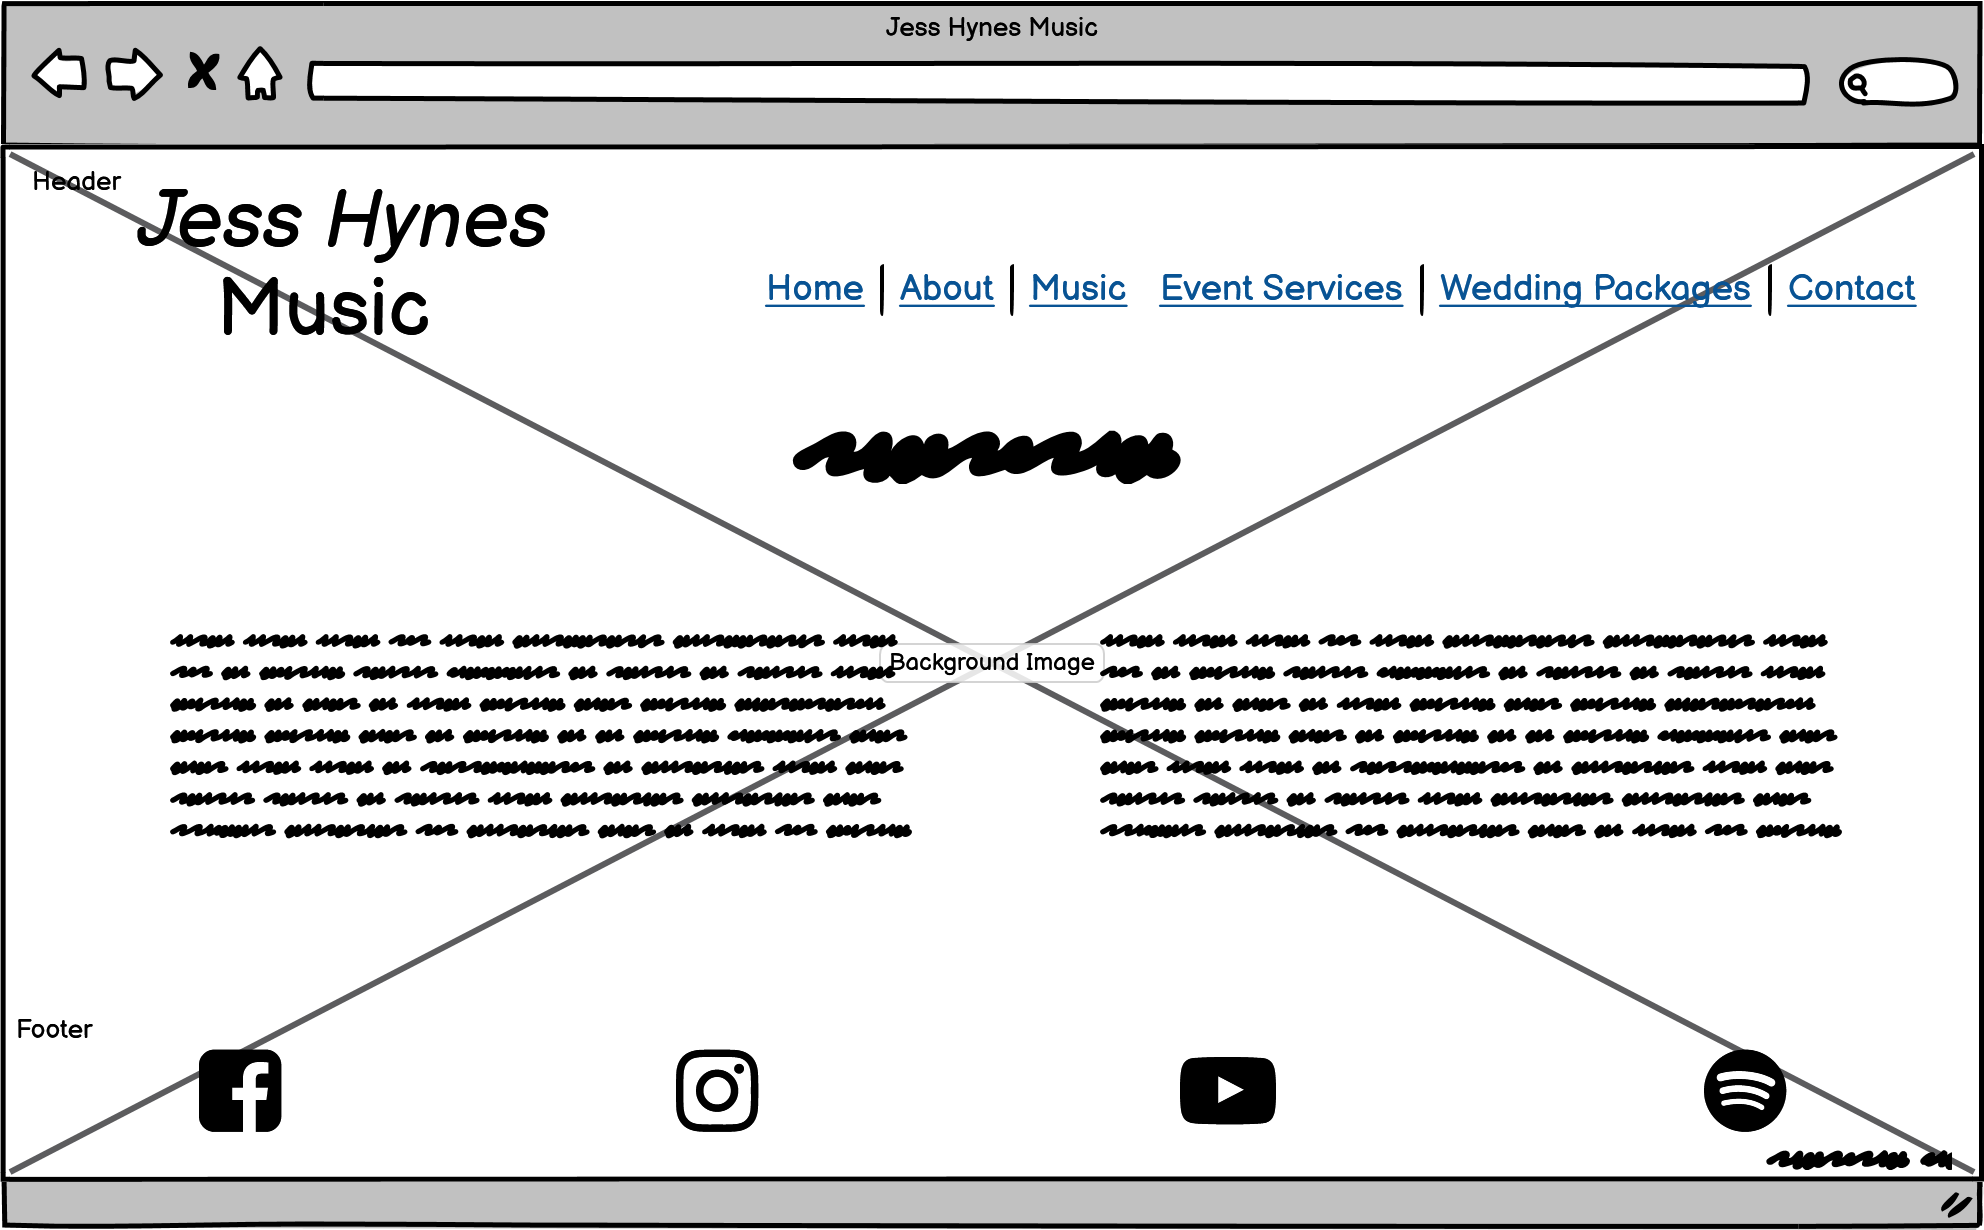 Jess Hynes Music
Header
Jess Hynes
Music
Home | About | Music Event Services | Wedding Packages | Contact
Background Image
Footer